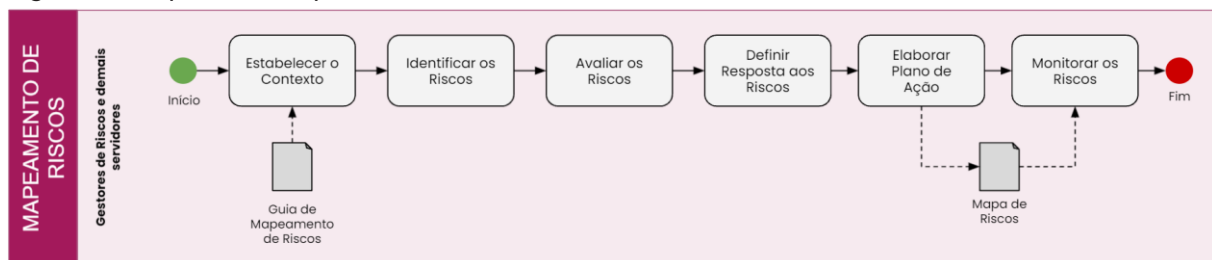 MAPEAMENTO DE
RISCOS
Gestores de Riscos e demais
servidores
Início
Estabelecer o
Contexto
Identificar os
Riscos
Avaliar os
Riscos
Definir
Resposta aos
Riscos
Elaborar
Plano de
Ação
Monitorar os
Riscos
Fim
Guia de
Mapeamento
de Riscos
Mapa de
Riscos